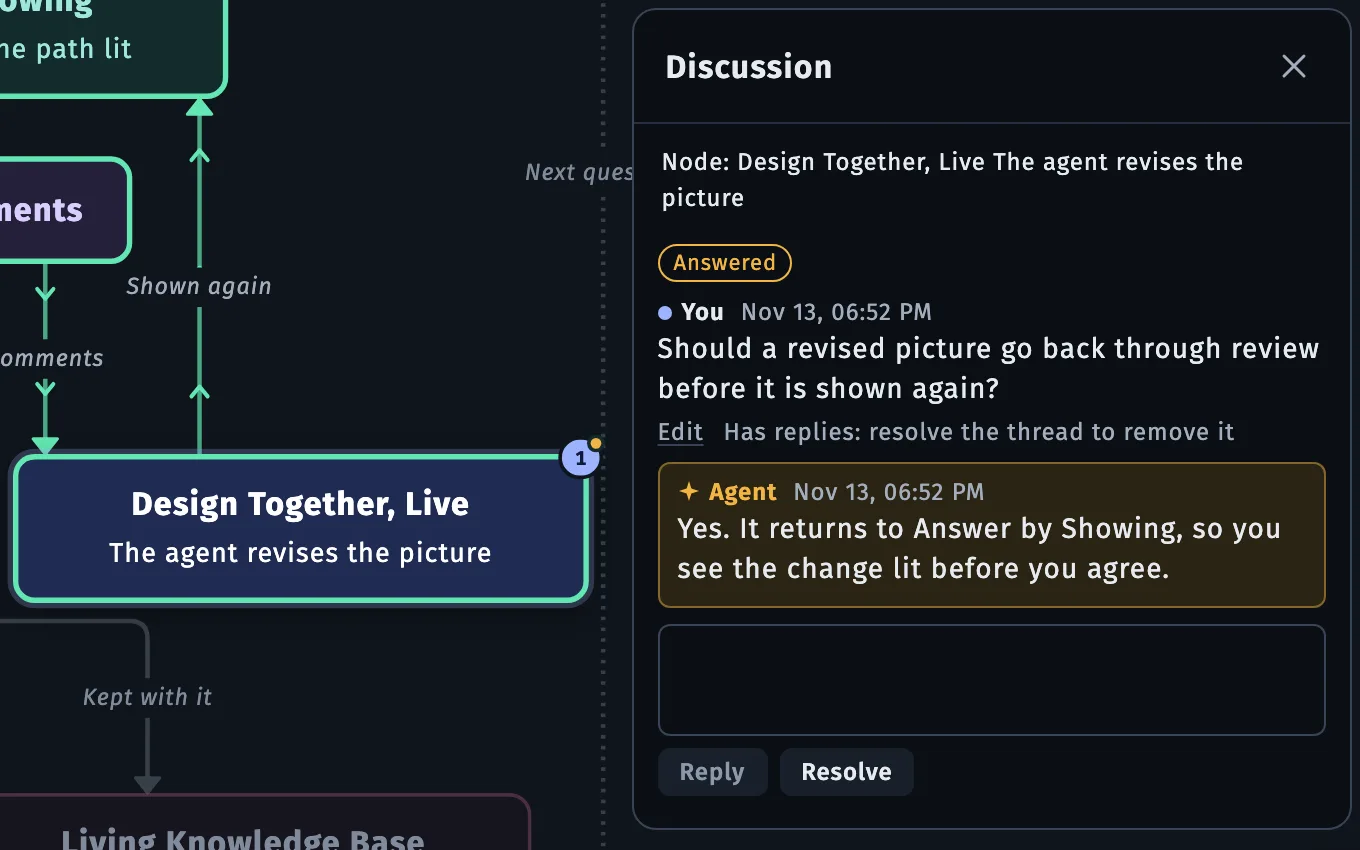 he path lit
Shown again
Next
Design Together, Live
The agent revises the picture
1
Kept with it
Living Knowledge Base
Discussion
Node: Design Together, Live The agent revises the
picture
Answered
You Nov 13, 06:52 PM
Should a revised picture go back through review
before it is shown again?
Edit Has replies: resolve the thread to remove it
Agent Nov 13, 06:52 PM
Yes. It returns to Answer by Showing, so you
see the change lit before you agree.
Reply Resolve